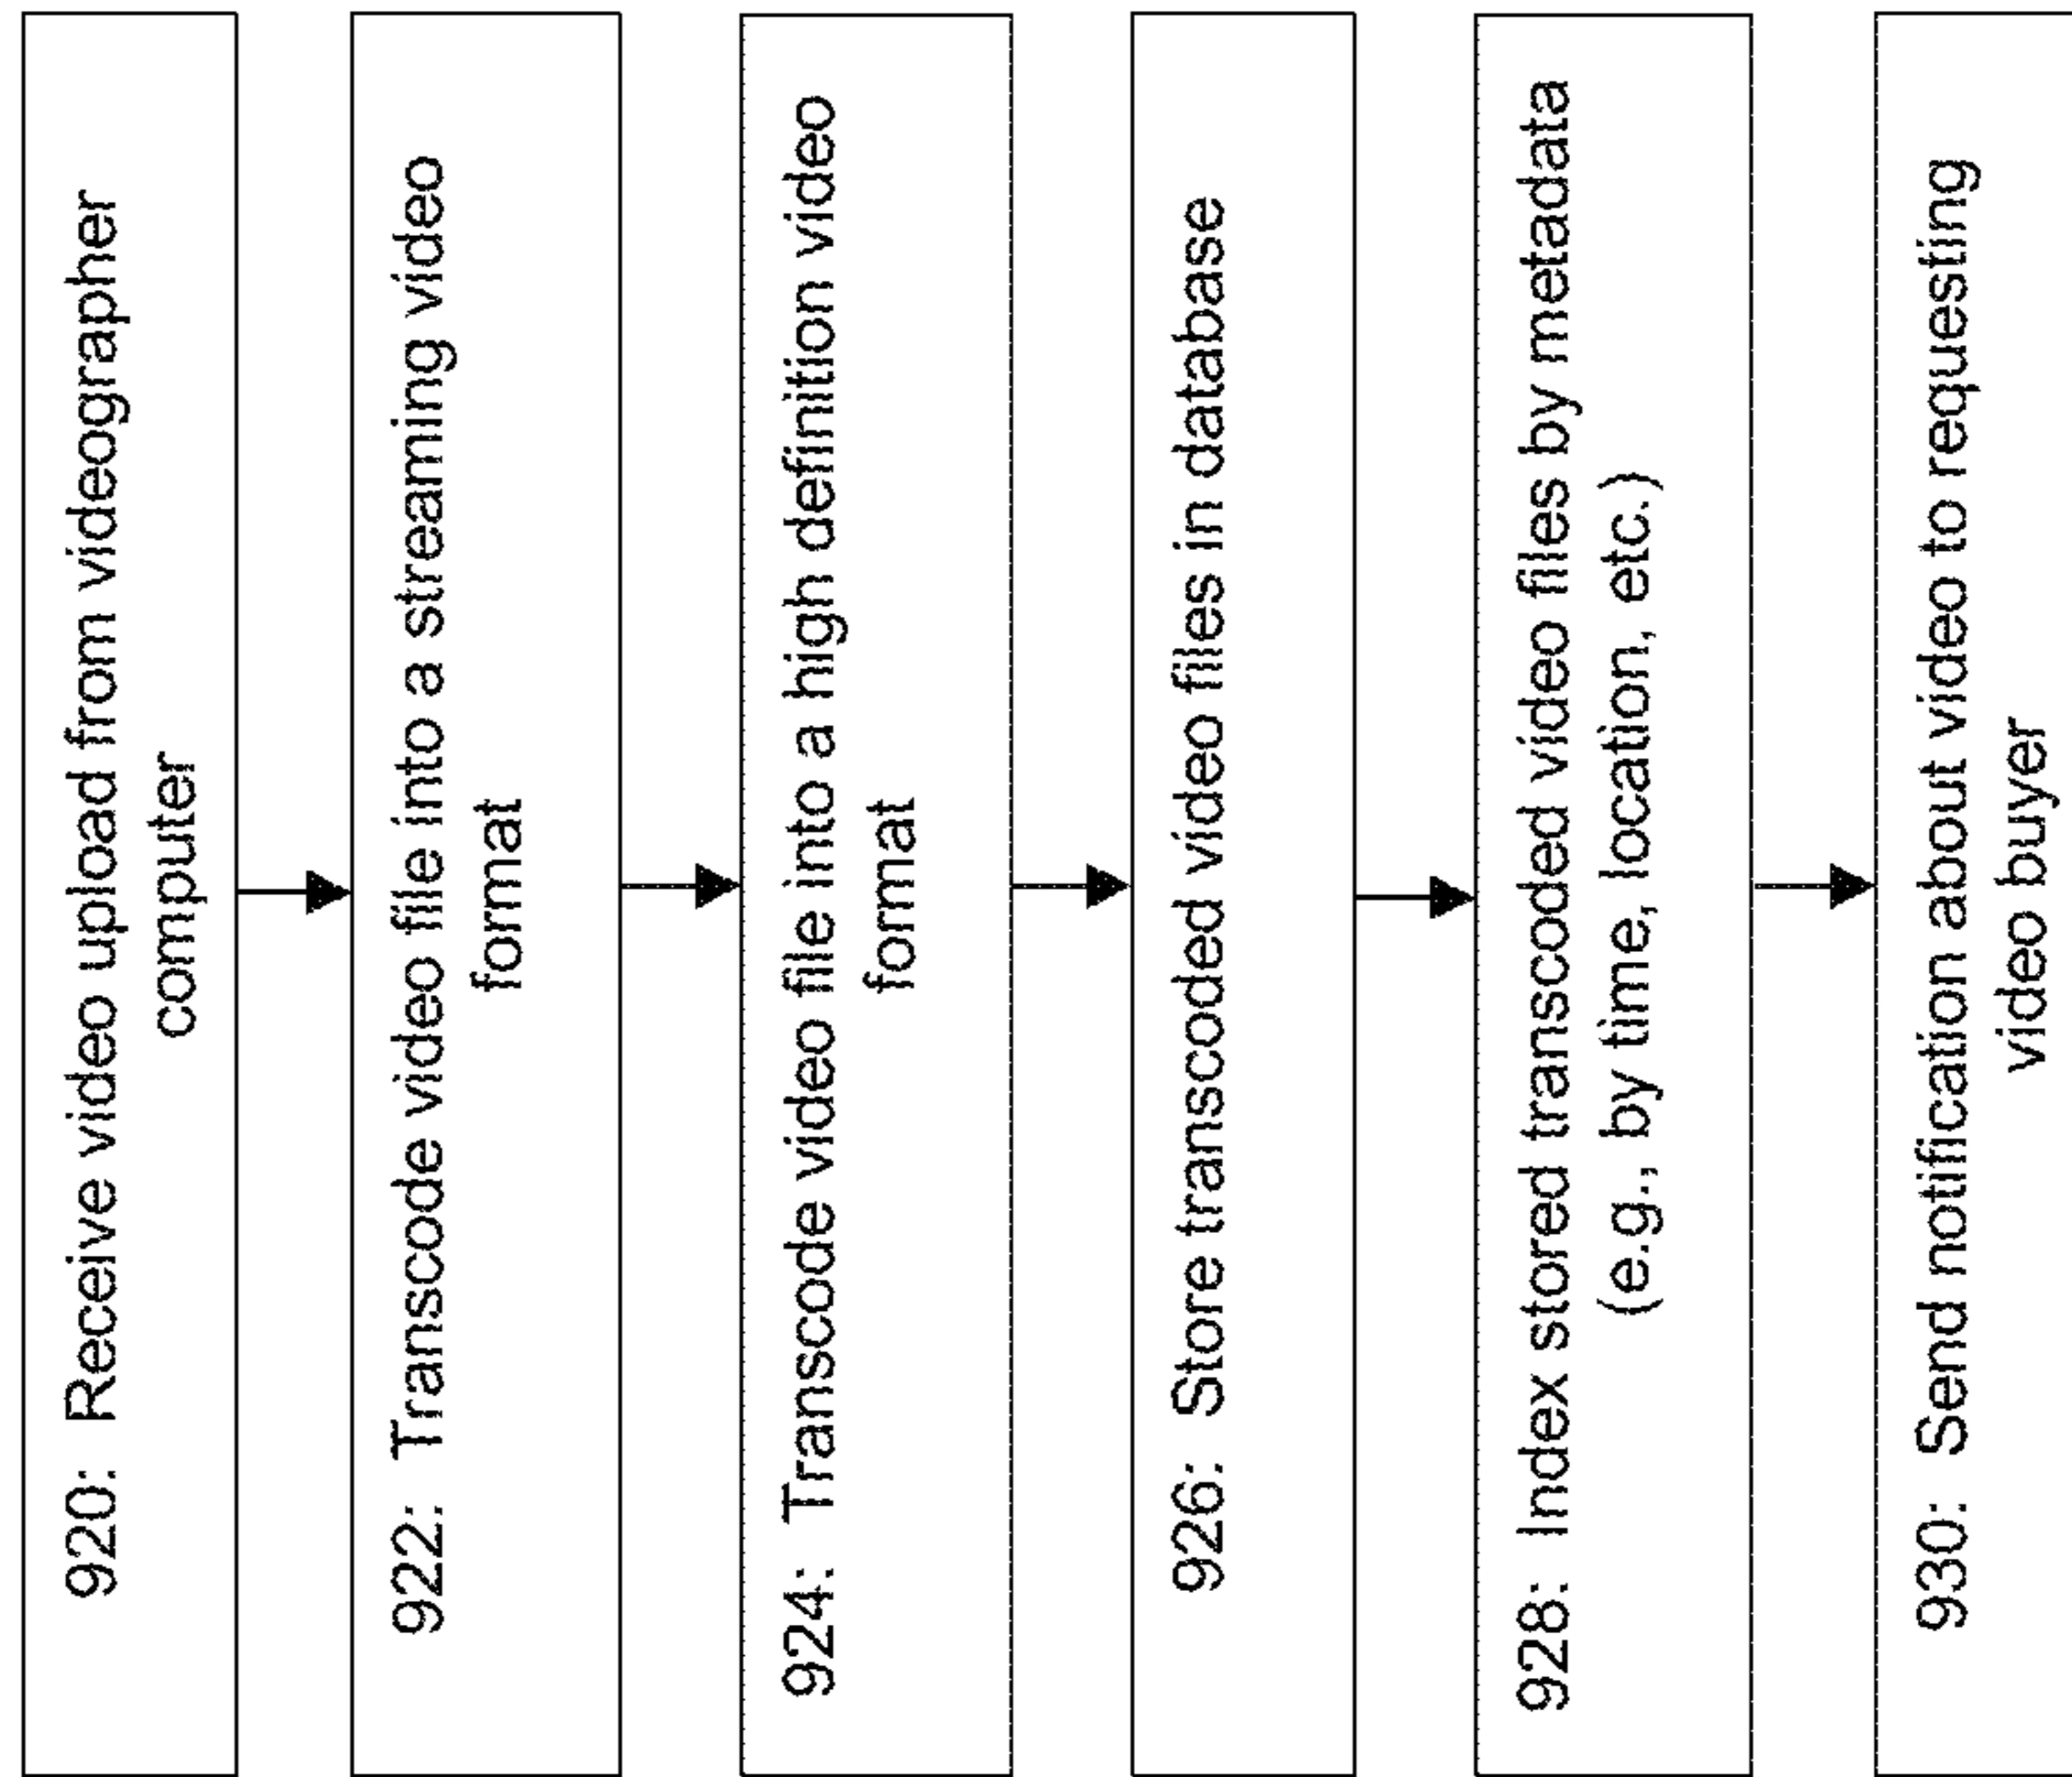 920: Receive video upload from videographer
computer
922: Transcode video file into a streaming video
format
924: Transcode video file into a high definition video
format
926: Store transcoded video files in database
928: Index stored transcoded video files by metadata
(e.g., by time, location, etc.)
930: Send notification about video to requesting
video buyer